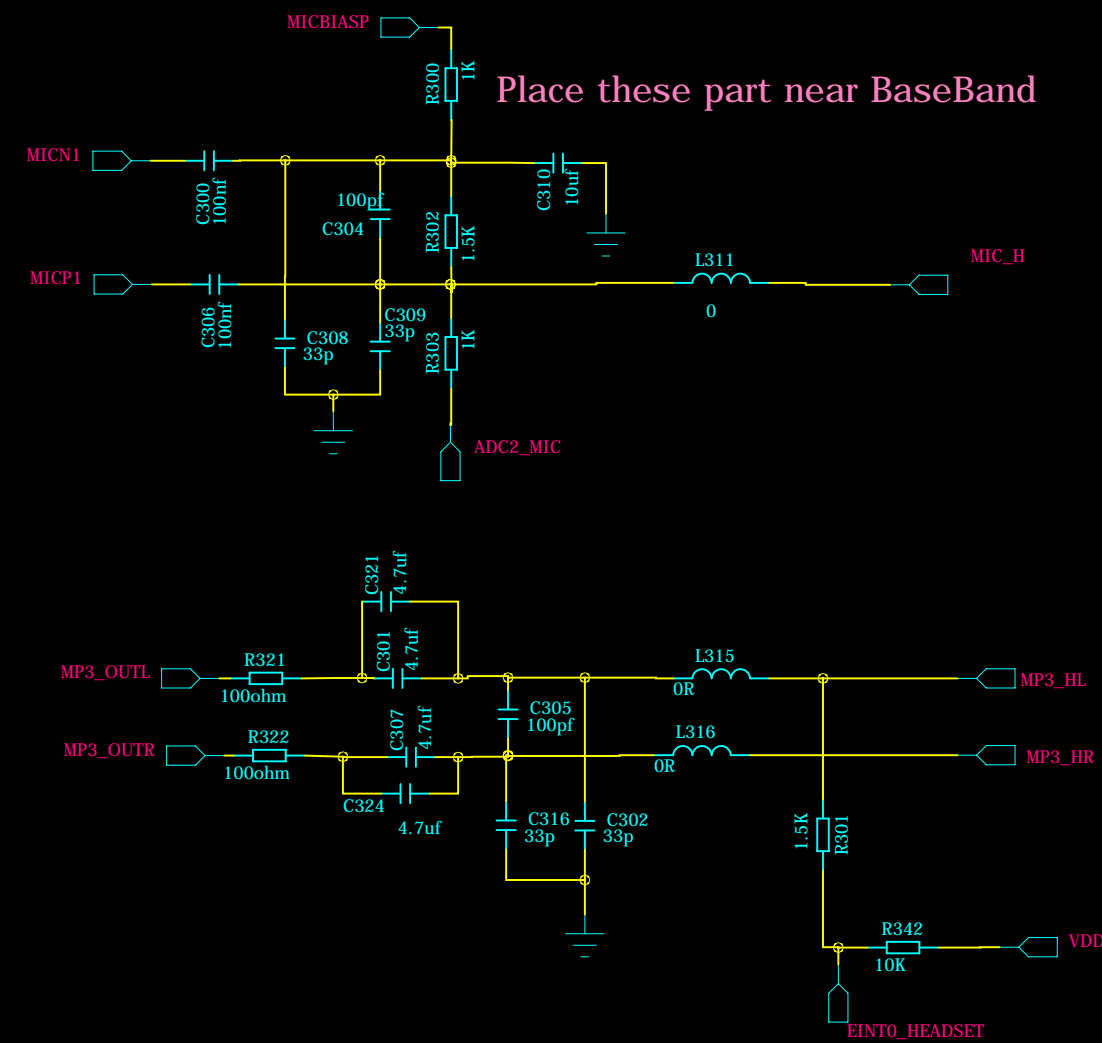 MICBIASP
R300
1K
Place these part near BaseBand
MICN1
C300
100nf
100pf
C304
R302
1.5K
C310
10uf
MICP1
C306
100nf
L311
0
MIC_H
C308
33p
C309
33p
R303
1K
ADC2_MIC
C321
4.7uf
MP3_OUTL
R321
100ohm
C301
4.7uf
L315
0R
MP3_HL
C305
100pf
MP3_OUTR
R322
100ohm
C307
4.7uf
L316
0R
MP3_HR
C324
4.7uf
C316
33p
C302
33p
1.5K
R301
R342
10K
VDD
EINT0_HEADSET